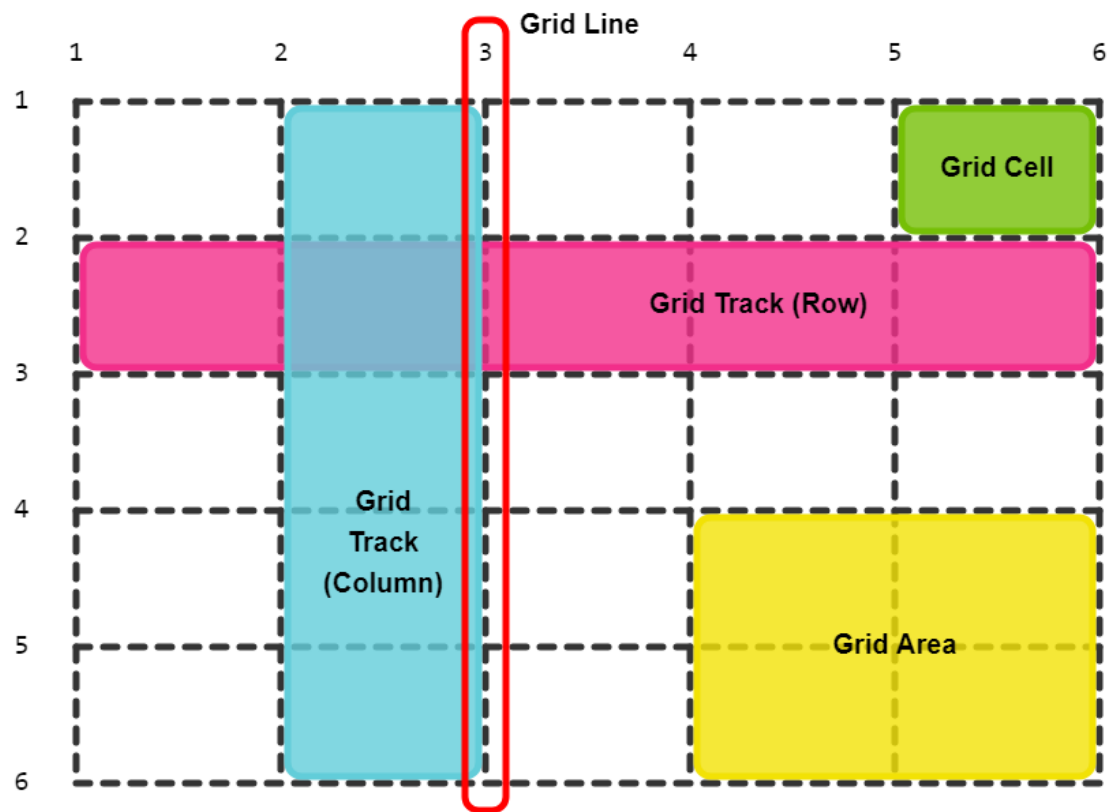 Grid Line
1 2 3 4 5 6
1
Grid Cell
2
Grid Track (Row)
3
4
Grid
Track
(Column)
5
Grid Area
6